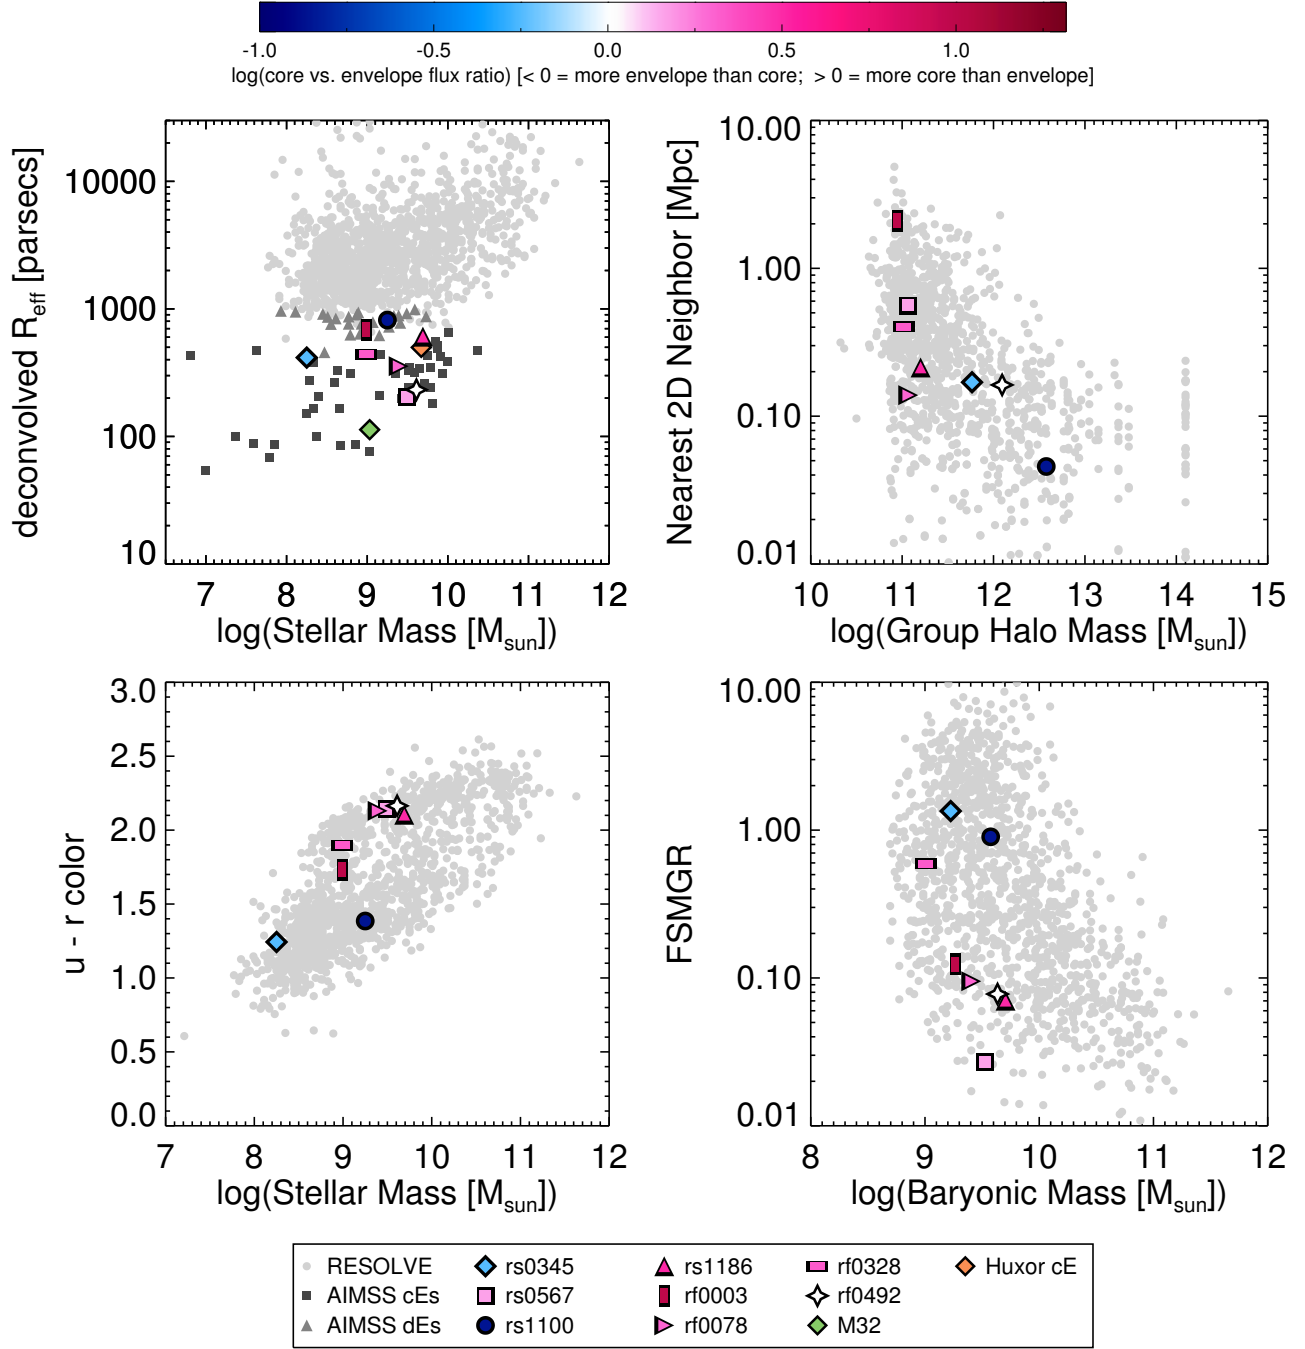 -1.0 -0.5 0.0 0.5 1.0
log(core vs. envelope flux ratio) [< 0 = more envelope than core; > 0 = more core than envelope]
deconvolved R_eff [parsecs]
10000
1000
100
10
7 8 9 10 11 12
log(Stellar Mass [M_sun])
Nearest 2D Neighbor [Mpc]
10.00
1.00
0.10
0.01
10 11 12 13 14 15
log(Group Halo Mass [M_sun])
u - r color
3.0
2.5
2.0
1.5
1.0
0.5
0.0
7 8 9 10 11 12
log(Stellar Mass [M_sun])
FSMGR
10.00
1.00
0.10
0.01
8 9 10 11 12
log(Baryonic Mass [M_sun])
RESOLVE rs0345 rs1186 rf0328 Huxor cE
AIMSS cEs rs0567 rf0003 rf0492
AIMSS dEs rs1100 rf0078 M32